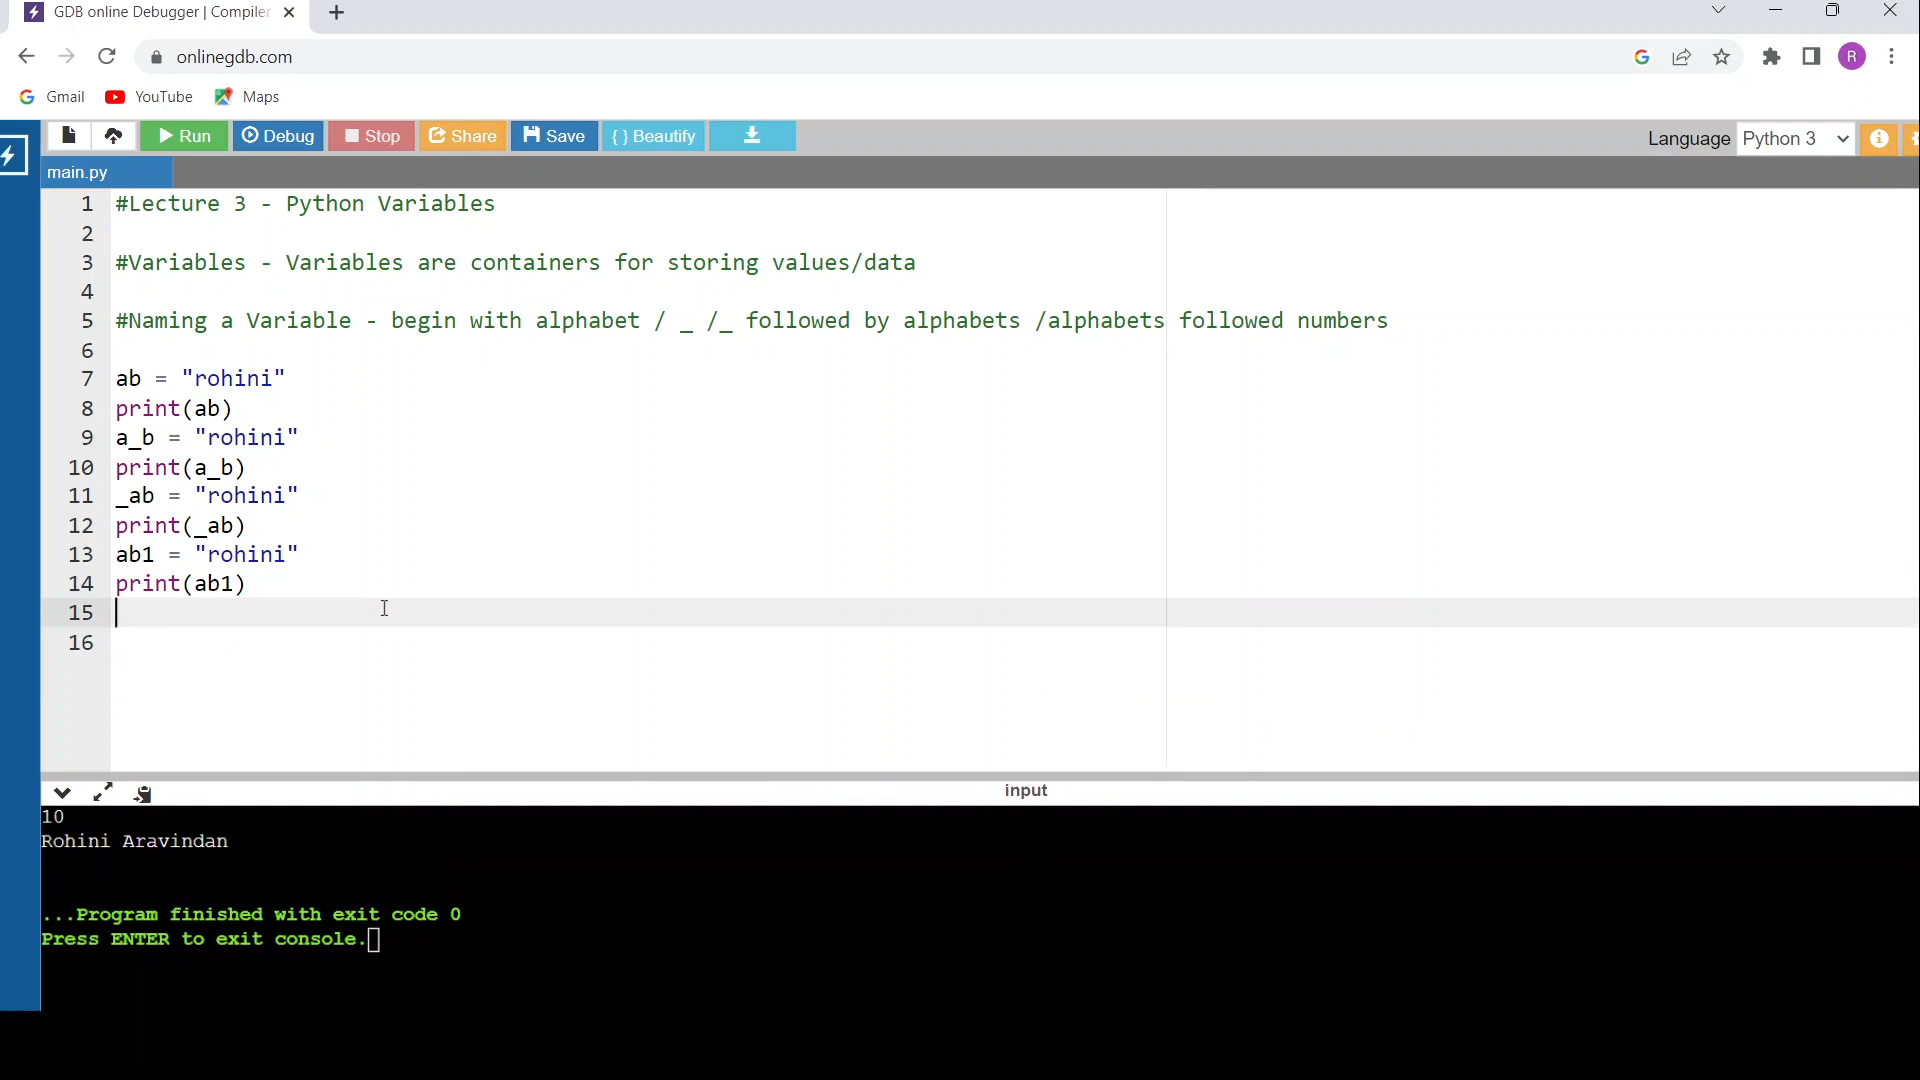 GDB online Debugger | Compiler
onlinegdb.com
R
Gmail YouTube Maps
Run Debug Stop Share Save { } Beautify Language Python 3
main.py
1 #Lecture 3 - Python Variables
2
3 #Variables - Variables are containers for storing values/data
4
5 #Naming a Variable - begin with alphabet / _ /_ followed by alphabets /alphabets followed numbers
6
7 ab = "rohini"
8 print(ab)
9 a_b = "rohini"
10 print(a_b)
11 _ab = "rohini"
12 print(_ab)
13 ab1 = "rohini"
14 print(ab1)
15
16
input
10
Rohini Aravindan
...Program finished with exit code 0
Press ENTER to exit console.